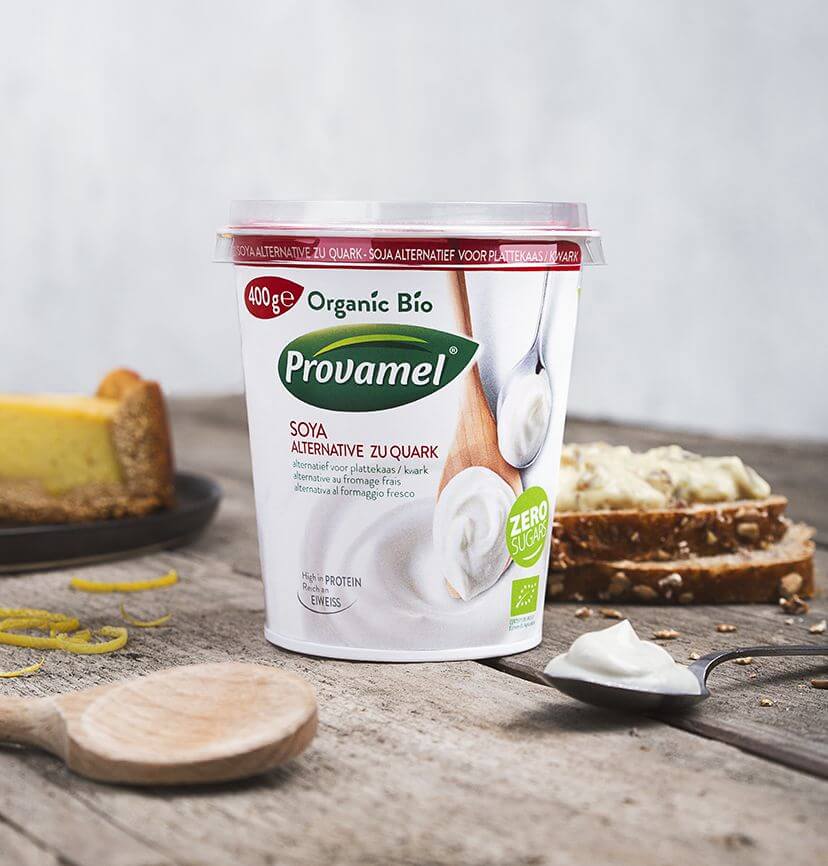 SOYA ALTERNATIVE ZU QUARK - SOJA ALTERNATIEF VOOR PLATTEKAAS / KWARK
400g e
Organic Bio
Provamel®
SOYA
ALTERNATIVE ZU QUARK
alternatief voor plattekaas / kwark
alternative au fromage frais
alternativa al formaggio fresco
ZERO
SUGARS
High in PROTEIN
Reich an
EIWEISS